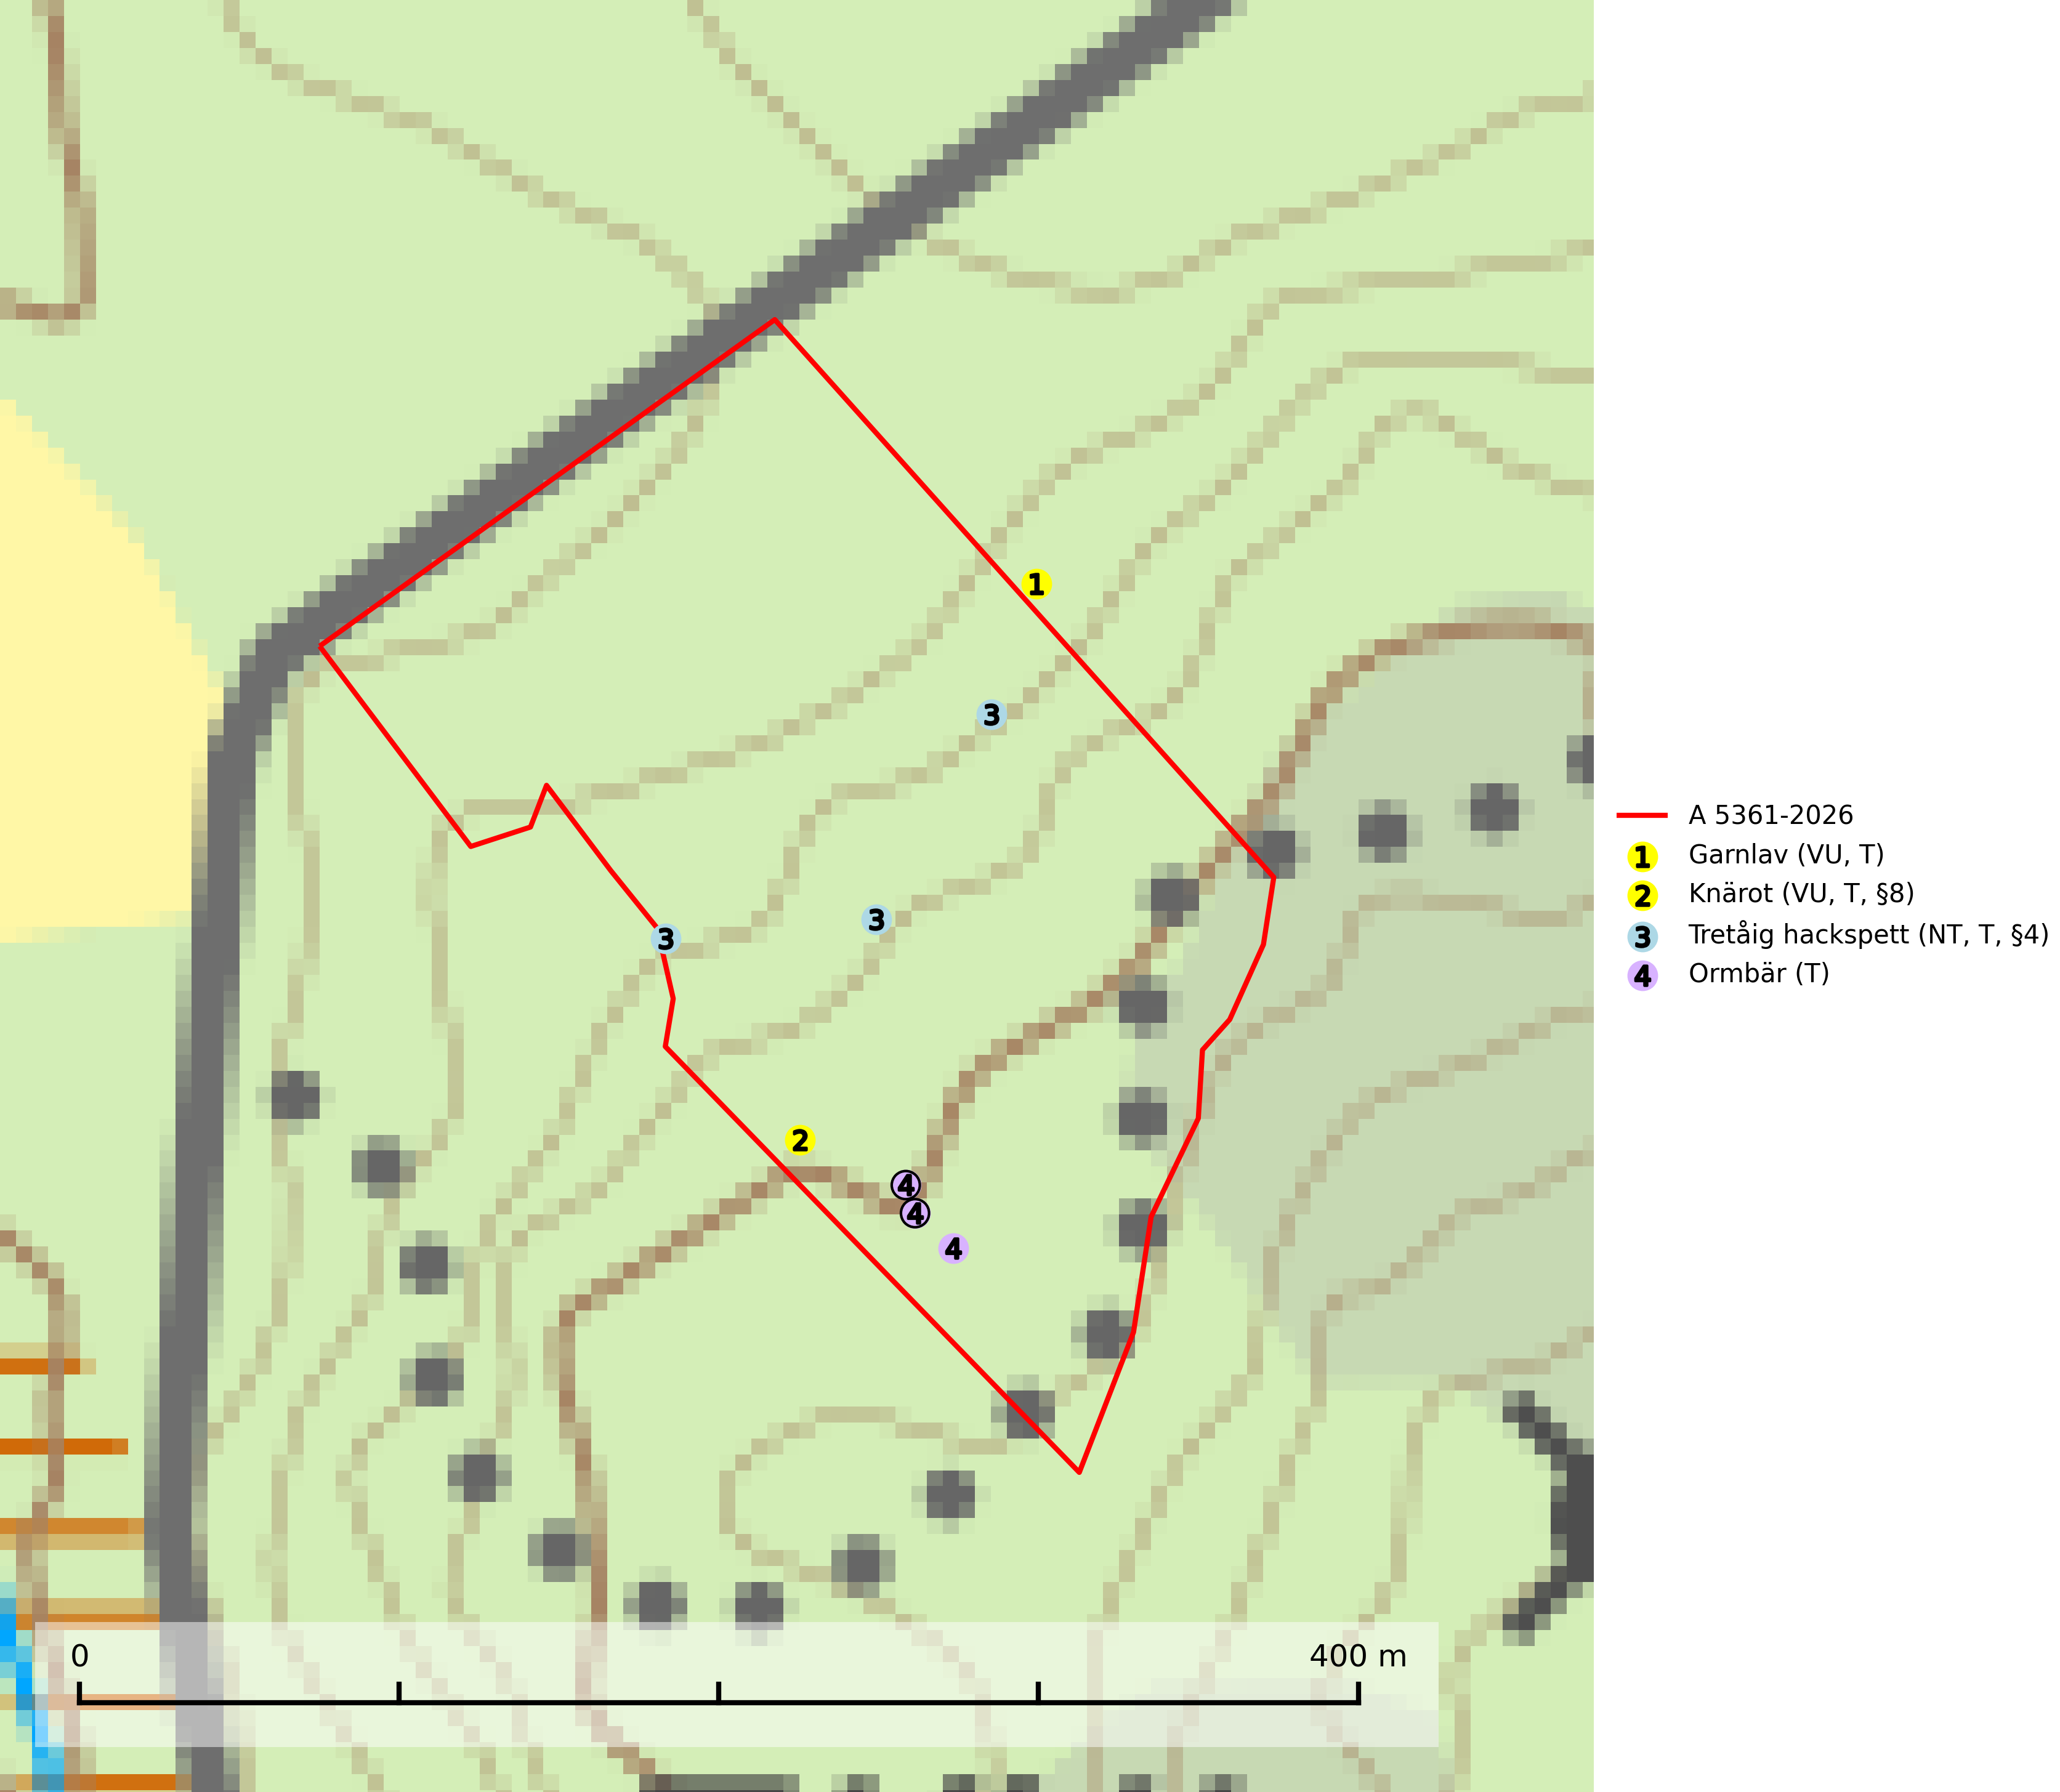 1
3
3
3
2
4
4
4
0 400 m
A 5361-2026
1 Garnlav (VU, T)
2 Knärot (VU, T, §8)
3 Tretåig hackspett (NT, T, §4)
4 Ormbär (T)